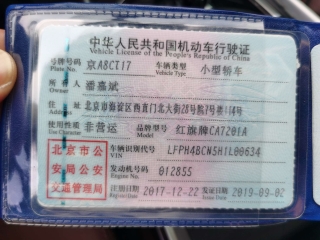 中华人民共和国机动车行驶证
Vehicle License of the People's Republic of China
号牌号码 京A8CT17 车辆类型 小型轿车
Plate No. Vehicle Type
所有人 潘嘉斌
Owner
住址 北京市海淀区西直门北大街28号院7号楼
Address
使用性质 非营运 品牌型号 红旗牌CA7201A
Use Character Model
北京市公安局公安交通管理局
车辆识别代号 LFPH4BCN5H1L00634
VIN
发动机号码 012855
Engine No.
注册日期 2017-12-22 发证日期 2019-09-02
Register Date Issue Date